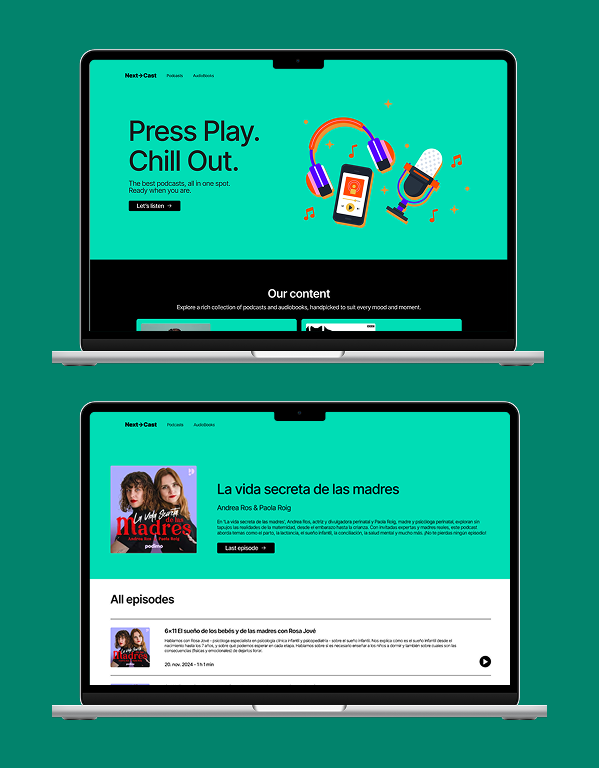 Next→Cast Podcasts AudioBooks
Press Play.
Chill Out.
The best podcasts, all in one spot.
Ready when you are.
Let's listen →
Our content
Explore a rich collection of podcasts and audiobooks, handpicked to suit every mood and moment.
Next→Cast Podcasts AudioBooks
La vida Secreta
de las
Madres
Andrea Ros Paola Roig
podimo
La vida secreta de las madres
Andrea Ros & Paola Roig
En 'La vida secreta de las madres', Andrea Ros, actriz y divulgadora perinatal y Paola Roig, madre y psicóloga perinatal, exploran sin
tapujos las realidades de la maternidad, desde el embarazo hasta la crianza. Con invitadas expertas y madres reales, este podcast
aborda temas como el parto, la lactancia, el sueño infantil, la conciliación, la salud mental y mucho más. ¡No te pierdas ningún episodio!
Last episode →
All episodes
6x11 El sueño de los bebés y de las madres con Rosa Jové
Hablamos con Rosa Jové - psicóloga especialista en psicología clínica infantil y psicopediatría - sobre el sueño infantil. Nos explica cómo es el sueño infantil desde el
nacimiento hasta los 7 años, y sobre qué podemos esperar en cada etapa. Hablamos sobre si es necesario enseñar a los niños a dormir y también sobre cuales son las
consecuencias (físicas y emocionales) de dejarlos llorar.
20. nov. 2024 - 1 h 1 min
Madres